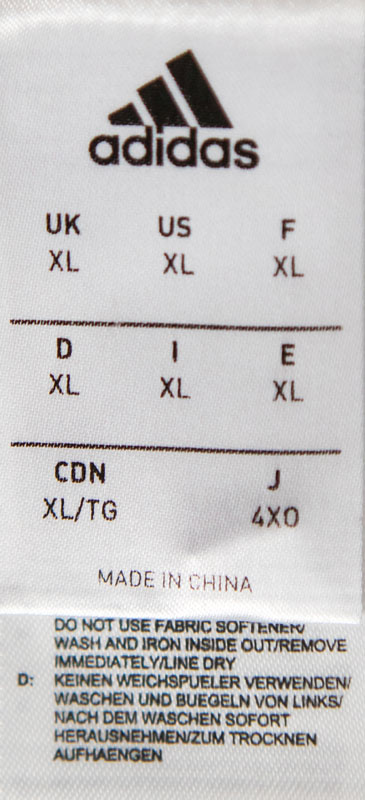 adidas
UK US F
XL XL XL
D I E
XL XL XL
CDN J
XL/TG 4XO
MADE IN CHINA
DO NOT USE FABRIC SOFTENER/
WASH AND IRON INSIDE OUT/REMOVE
IMMEDIATELY/LINE DRY
D: KEINEN WEICHSPUELER VERWENDEN/
WASCHEN UND BUEGELN VON LINKS/
NACH DEM WASCHEN SOFORT
HERAUSNEHMEN/ZUM TROCKNEN
AUFHAENGEN